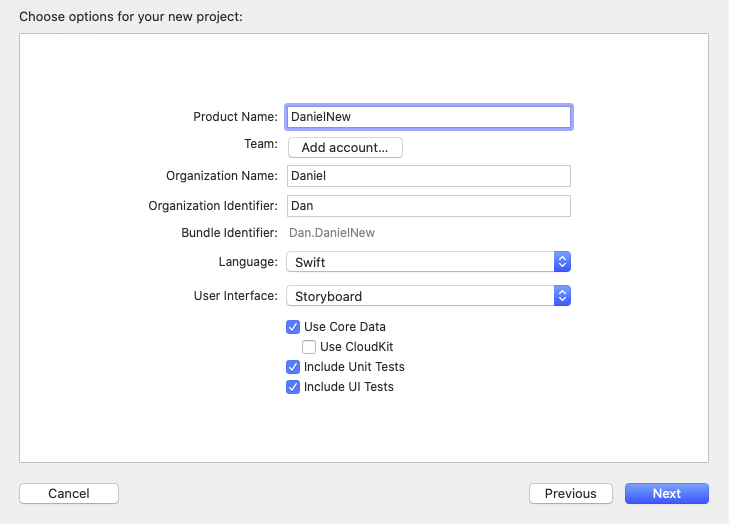 Choose options for your new project:
Product Name: DanielNew
Team: Add account...
Organization Name: Daniel
Organization Identifier: Dan
Bundle Identifier: Dan.DanielNew
Language: Swift
User Interface: Storyboard
Use Core Data
Use CloudKit
Include Unit Tests
Include UI Tests
Cancel Previous Next